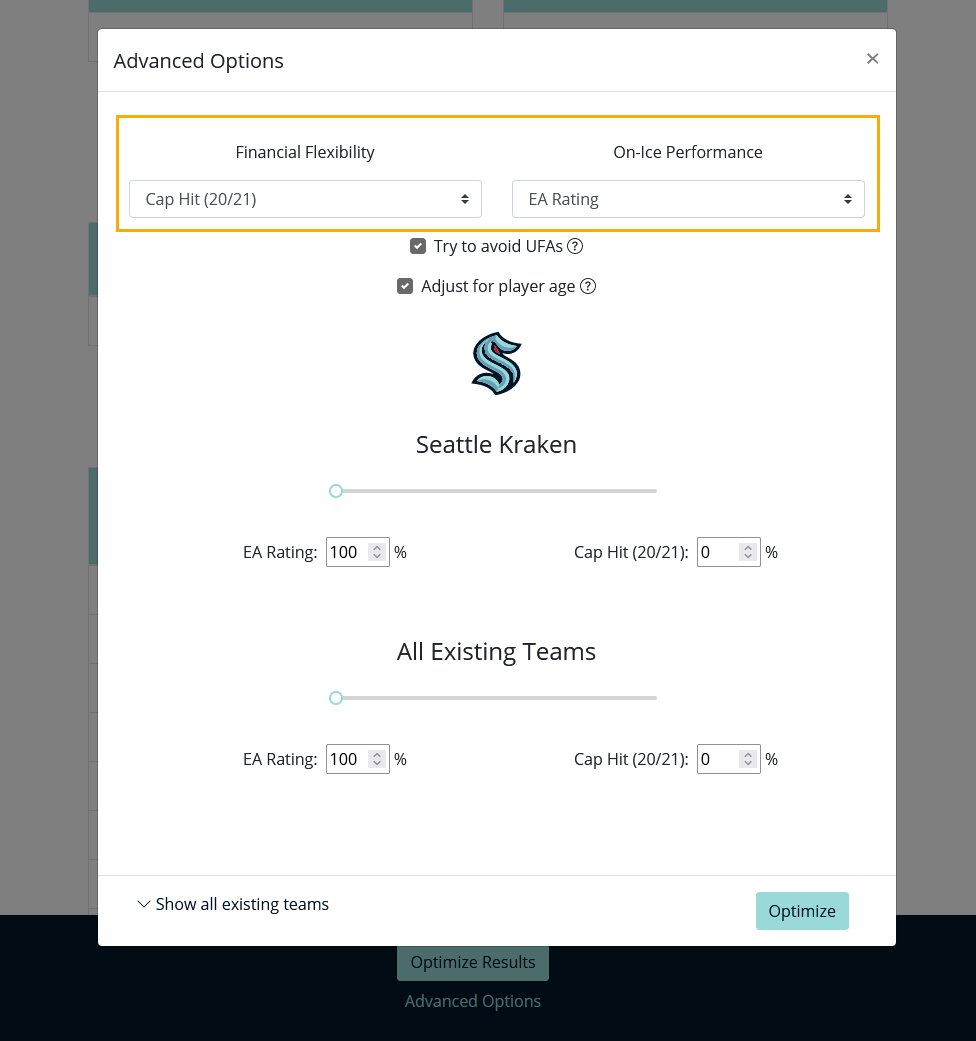 Advanced Options ×
Financial Flexibility On-Ice Performance
Cap Hit (20/21) EA Rating
Try to avoid UFAs ?
Adjust for player age ?
S
Seattle Kraken
EA Rating: 100 % Cap Hit (20/21): 0 %
All Existing Teams
EA Rating: 100 % Cap Hit (20/21): 0 %
Show all existing teams Optimize
Optimize Results
Advanced Options